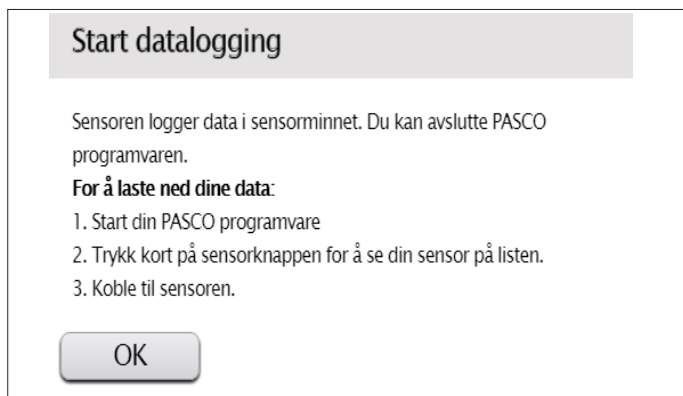 Start datalogging
Sensoren logger data i sensorminnet. Du kan avslutte PASCO
programvaren.
For å laste ned dine data:
1. Start din PASCO programvare
2. Trykk kort på sensorknappen for å se din sensor på listen.
3. Koble til sensoren.
OK